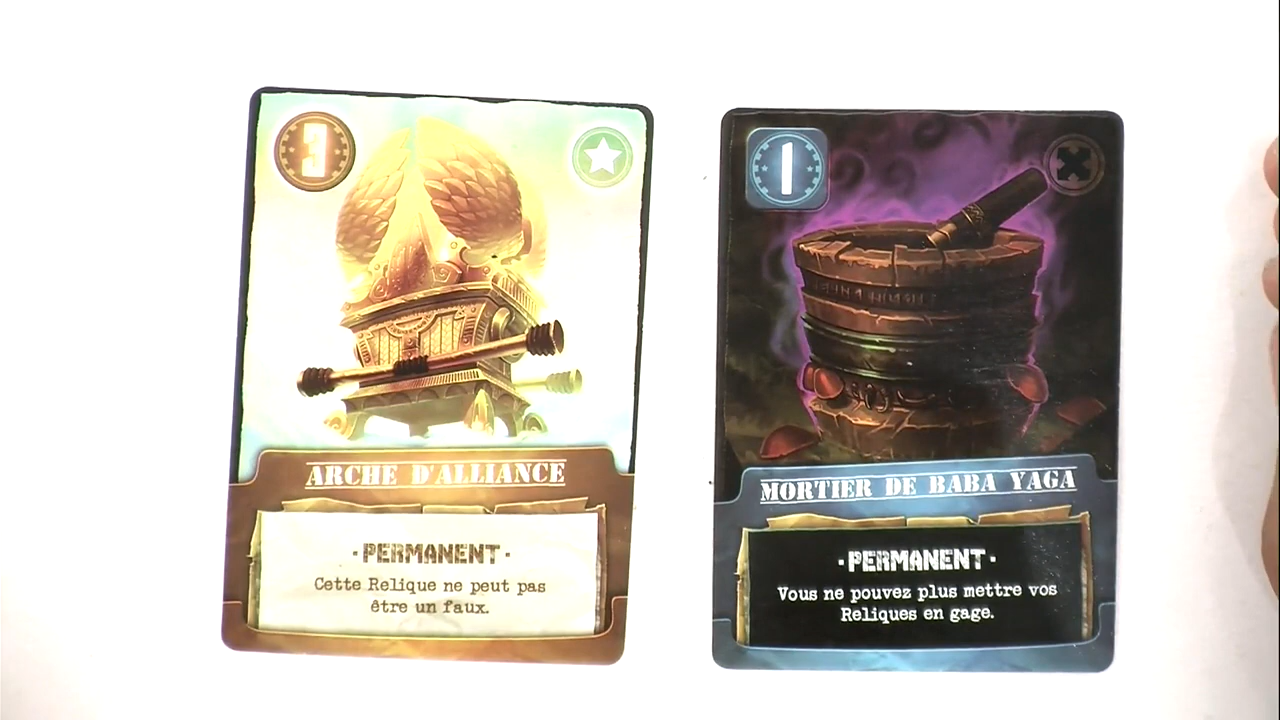 3
ARCHE D'ALLIANCE
· PERMANENT ·
Cette Relique ne peut pas
être un faux.
1
MORTIER DE BABA YAGA
· PERMANENT ·
Vous ne pouvez plus mettre vos
Reliques en gage.